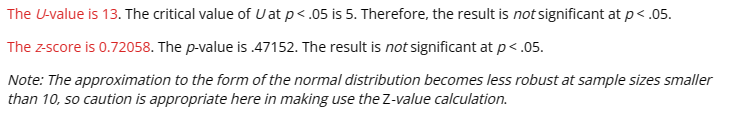 The U-value is 13. The critical value of U at p < .05 is 5. Therefore, the result is not significant at p < .05.
The z-score is 0.72058. The p-value is .47152. The result is not significant at p < .05.
Note: The approximation to the form of the normal distribution becomes less robust at sample sizes smaller
than 10, so caution is appropriate here in making use the Z-value calculation.